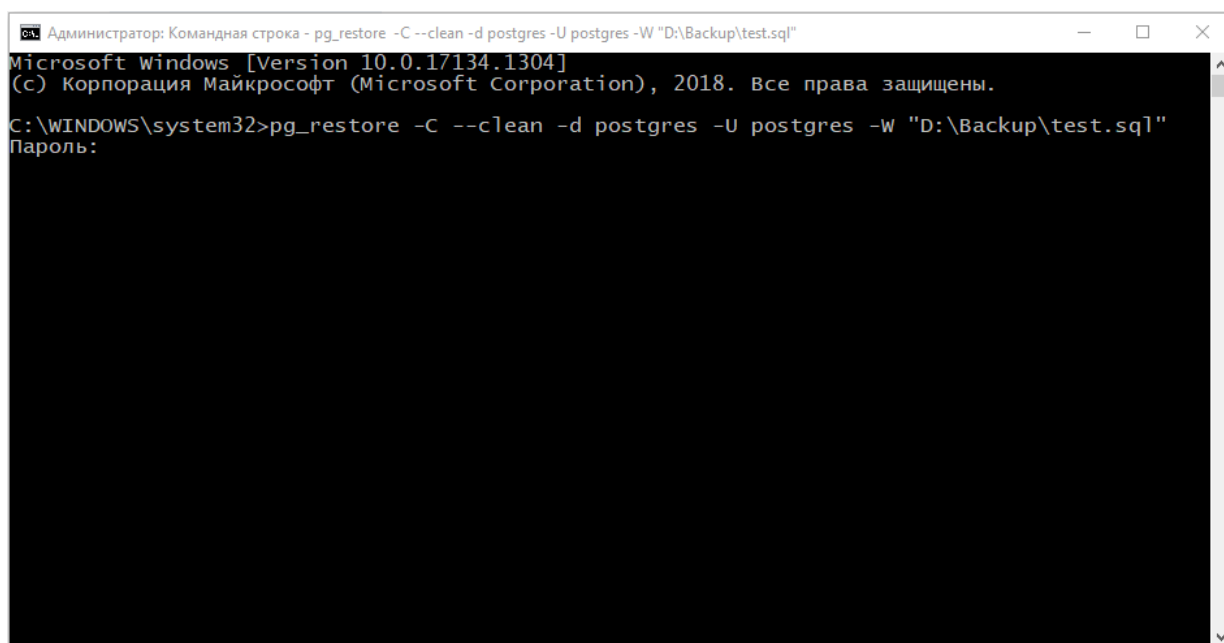 Администратор: Командная строка - pg_restore -C --clean -d postgres -U postgres -W "D:\Backup\test.sql"
Microsoft Windows [Version 10.0.17134.1304]
(c) Корпорация Майкрософт (Microsoft Corporation), 2018. Все права защищены.
C:\WINDOWS\system32>pg_restore -C --clean -d postgres -U postgres -W "D:\Backup\test.sql"
Пароль: